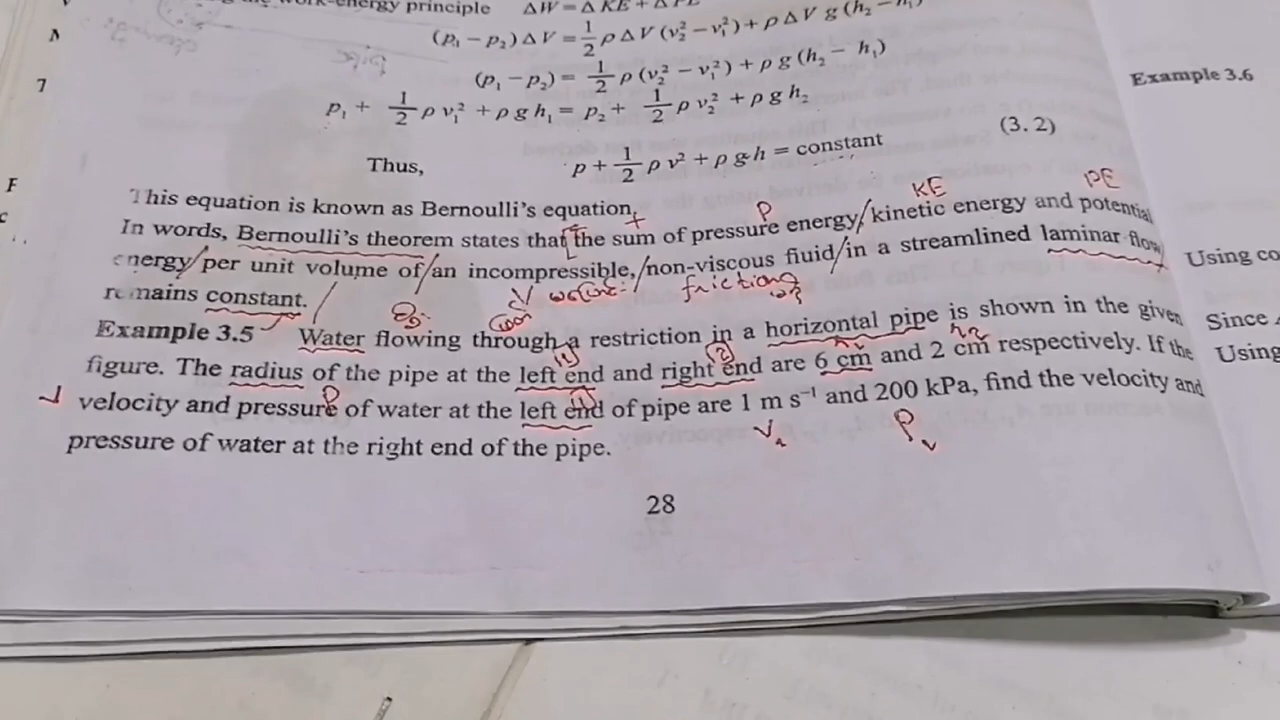 principle ΔW = Δ KE +
(p₁ − p₂) Δ V = 1/2 ρ Δ V (v₂² − v₁²) + ρ Δ V g (h₂ −
7
(p₁ − p₂) = 1/2 ρ (v₂² − v₁²) + ρ g (h₂ − h₁)
Example 3.6
p₁ + 1/2 ρ v₁² + ρ g h₁ = p₂ + 1/2 ρ v₂² + ρ g h₂
Thus, p + 1/2 ρ v² + ρ g h = constant (3.2)
KE PE
This equation is known as Bernoulli's equation
+ P
In words, Bernoulli's theorem states that the sum of pressure energy/kinetic energy and potential
energy/per unit volume of/an incompressible,/non-viscous fluid/in a streamlined laminar flow
Using co
remains constant.
friction
Example 3.5 Water flowing through a restriction in a horizontal pipe is shown in the given
Since
(1) (2)
figure. The radius of the pipe at the left end and right end are 6 cm and 2 cm respectively. If the
Using
P (1)
velocity and pressure of water at the left end of pipe are 1 m s⁻¹ and 200 kPa, find the velocity and
pressure of water at the right end of the pipe.
28